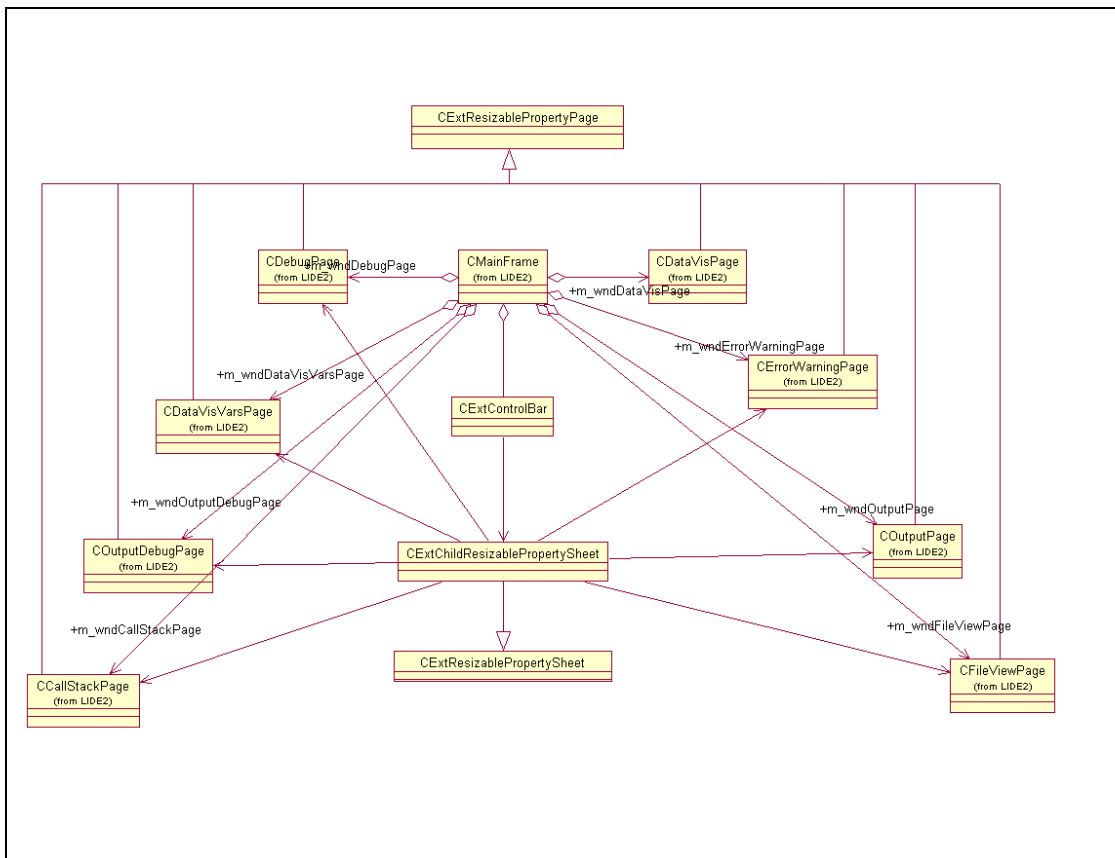 CExtResizablePropertyPage
CDebugPage
(from LIDE2)
+m_wndDebugPage
CMainFrame
(from LIDE2)
CDataVisPage
(from LIDE2)
+m_wndDataVisPage
+m_wndErrorWarningPage
CErrorWarningPage
(from LIDE2)
+m_wndDataVisVarsPage
CDataVisVarsPage
(from LIDE2)
CExtControlBar
+m_wndOutputDebugPage
+m_wndOutputPage
COutputDebugPage
(from LIDE2)
CExtChildResizablePropertySheet
COutputPage
(from LIDE2)
+m_wndCallStackPage
+m_wndFileViewPage
CExtResizablePropertySheet
CCallStackPage
(from LIDE2)
CFileViewPage
(from LIDE2)